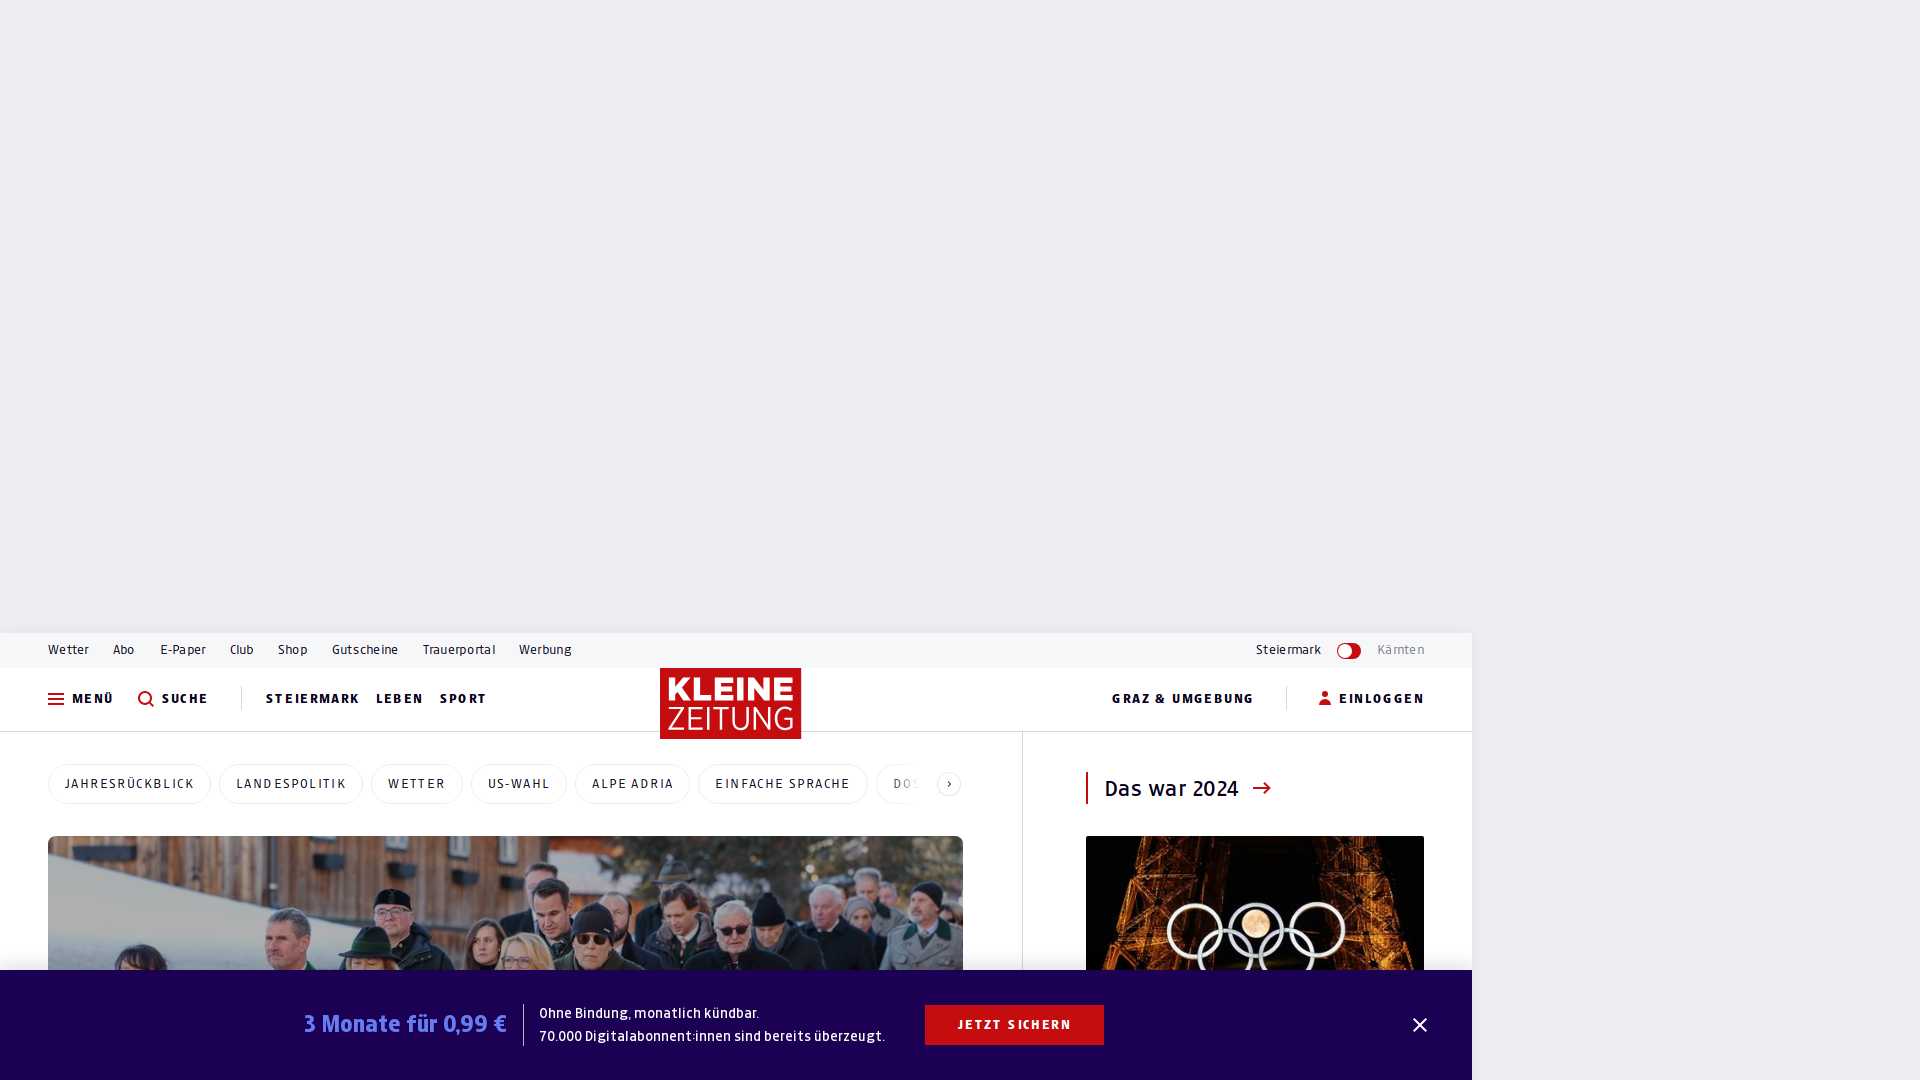 Wetter Abo E-Paper Club Shop Gutscheine Trauerportal Werbung Steiermark Kärnten
MENÜ SUCHE STEIERMARK LEBEN SPORT KLEINE ZEITUNG GRAZ & UMGEBUNG EINLOGGEN
JAHRESRÜCKBLICK LANDESPOLITIK WETTER US-WAHL ALPE ADRIA EINFACHE SPRACHE
Das war 2024
3 Monate für 0,99 €
Ohne Bindung, monatlich kündbar.
70.000 Digitalabonnent:innen sind bereits überzeugt.
JETZT SICHERN